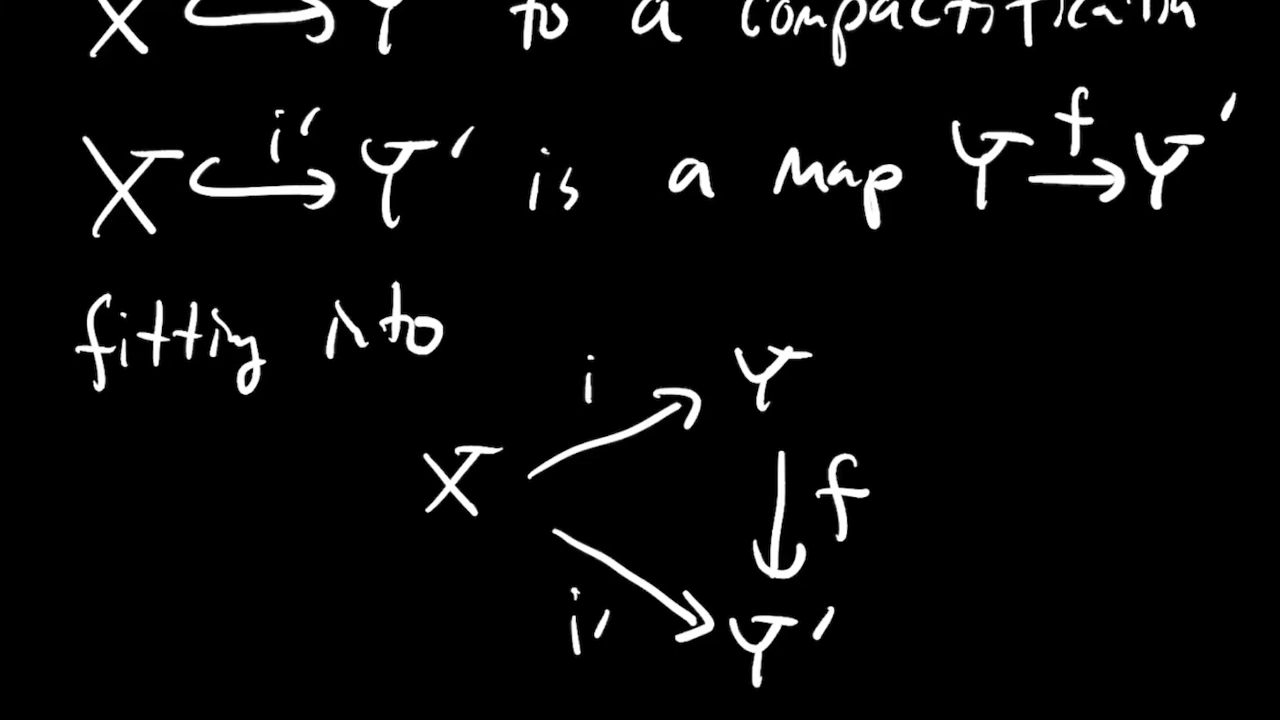 X ↪ Y to a compactification
X ↪ i′ Y′ is a map Y → f Y′
fitting into
i Y
X f
i′ Y′